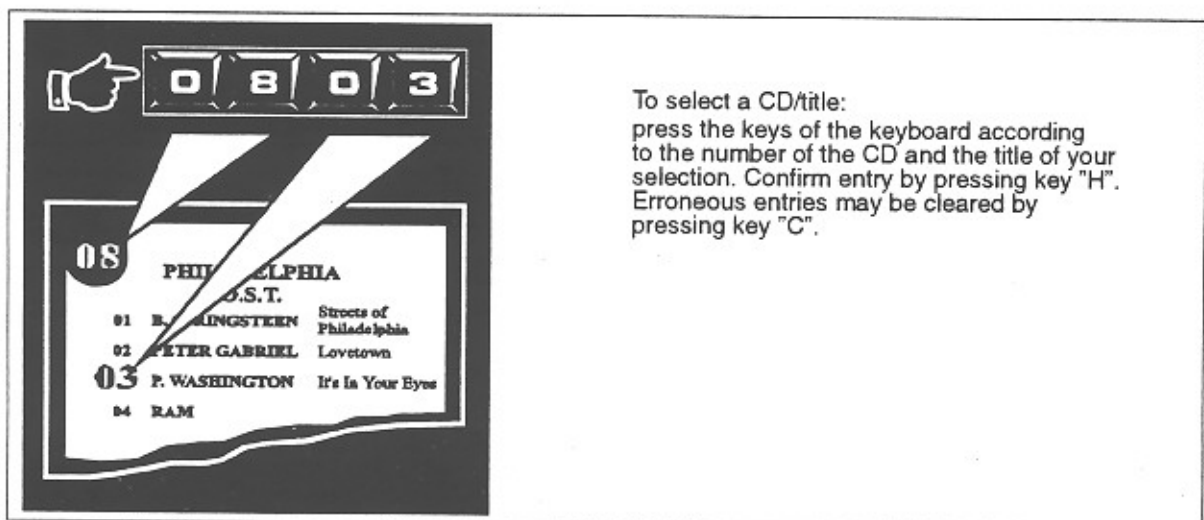 0 8 0 3
08
PHIL ELPHIA
O.S.T.
01 B. RINGSTEEN Streets of Philadelphia
02 PETER GABRIEL Lovetown
03 P. WASHINGTON It's In Your Eyes
04 RAM
To select a CD/title:
press the keys of the keyboard according
to the number of the CD and the title of your
selection. Confirm entry by pressing key "H".
Erroneous entries may be cleared by
pressing key "C".